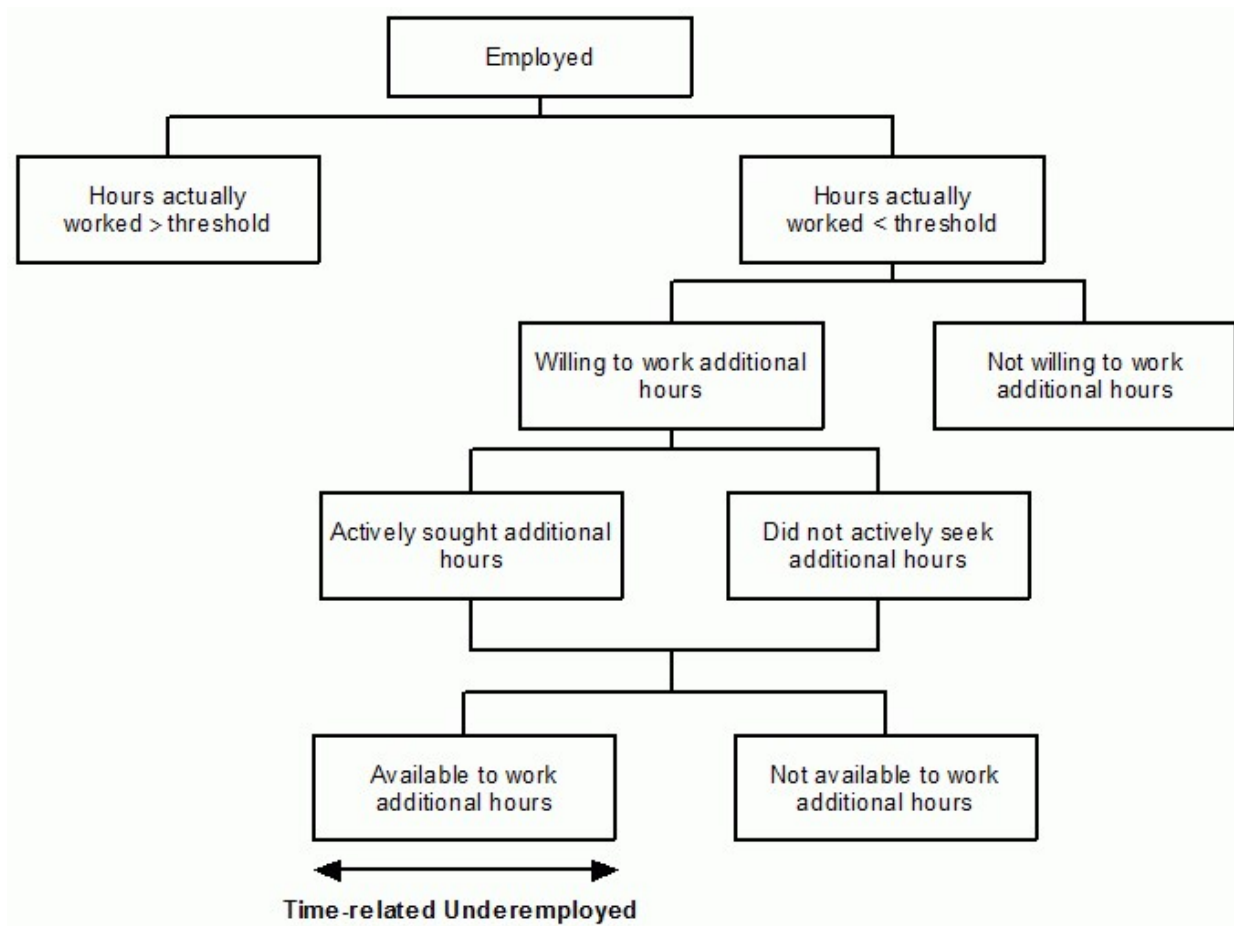 Employed
Hours actually
worked > threshold
Hours actually
worked < threshold
Willing to work additional
hours
Not willing to work
additional hours
Actively sought additional
hours
Did not actively seek
additional hours
Available to work
additional hours
Not available to work
additional hours
Time-related Underemployed